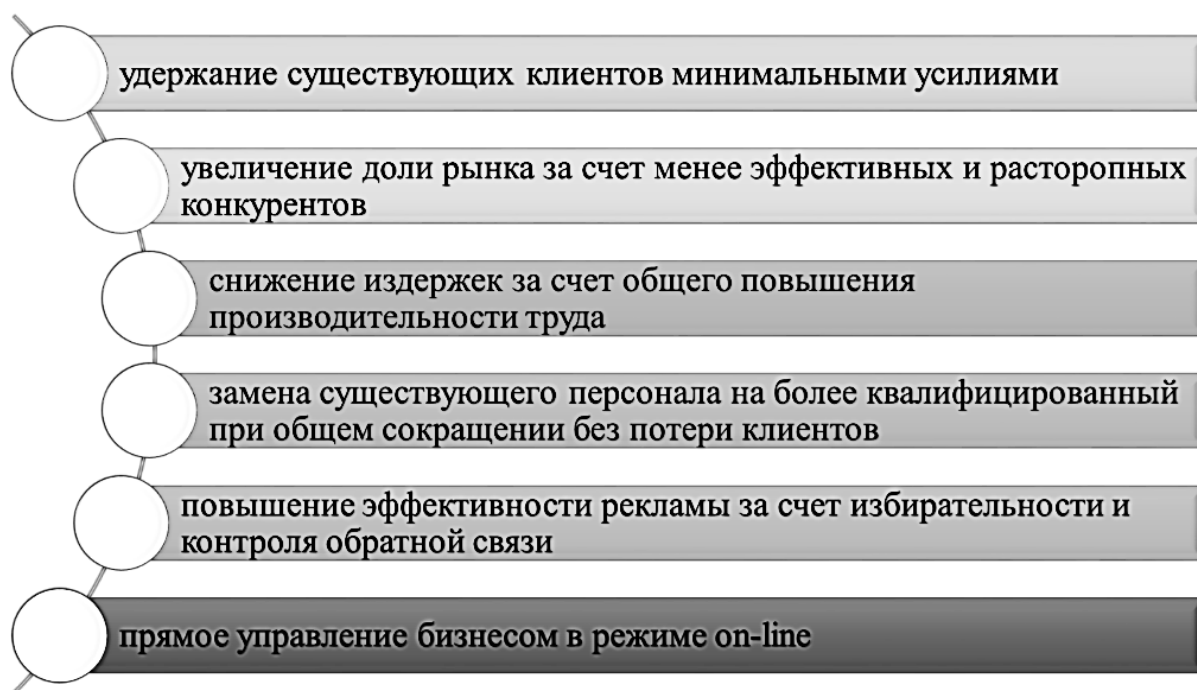 удержание существующих клиентов минимальными усилиями
увеличение доли рынка за счет менее эффективных и расторопных
конкурентов
снижение издержек за счет общего повышения
производительности труда
замена существующего персонала на более квалифицированный
при общем сокращении без потери клиентов
повышение эффективности рекламы за счет избирательности и
контроля обратной связи
прямое управление бизнесом в режиме on-line